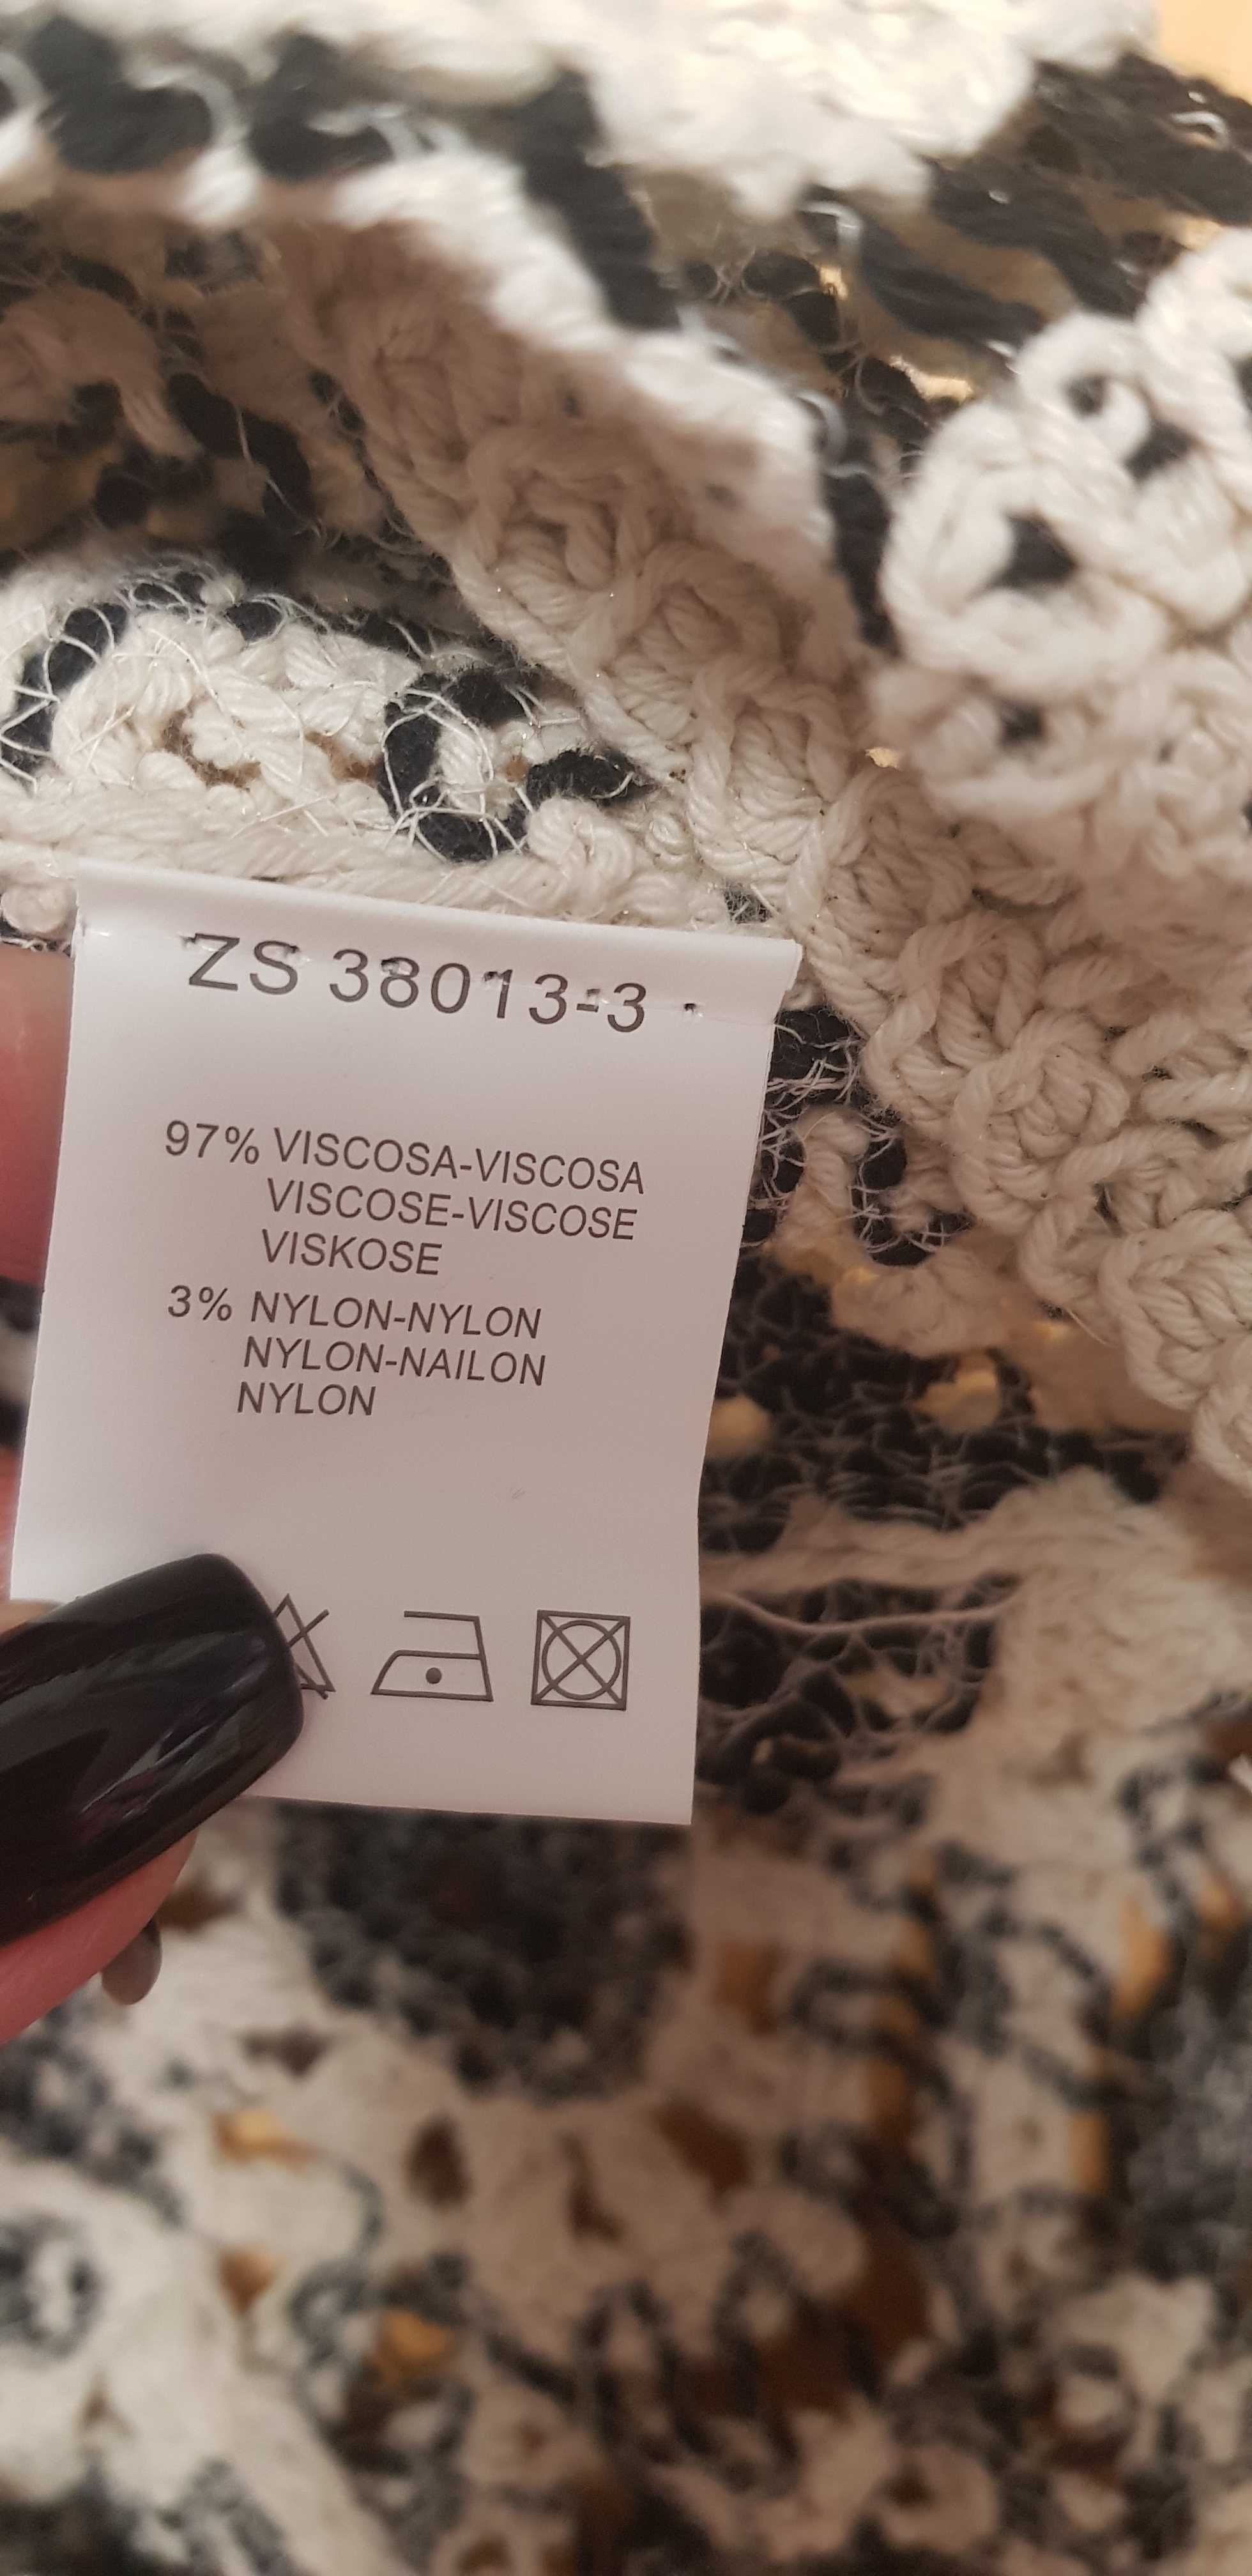 ZS 38013-3
97% VISCOSA-VISCOSA
VISCOSE-VISCOSE
VISKOSE
3% NYLON-NYLON
NYLON-NAILON
NYLON